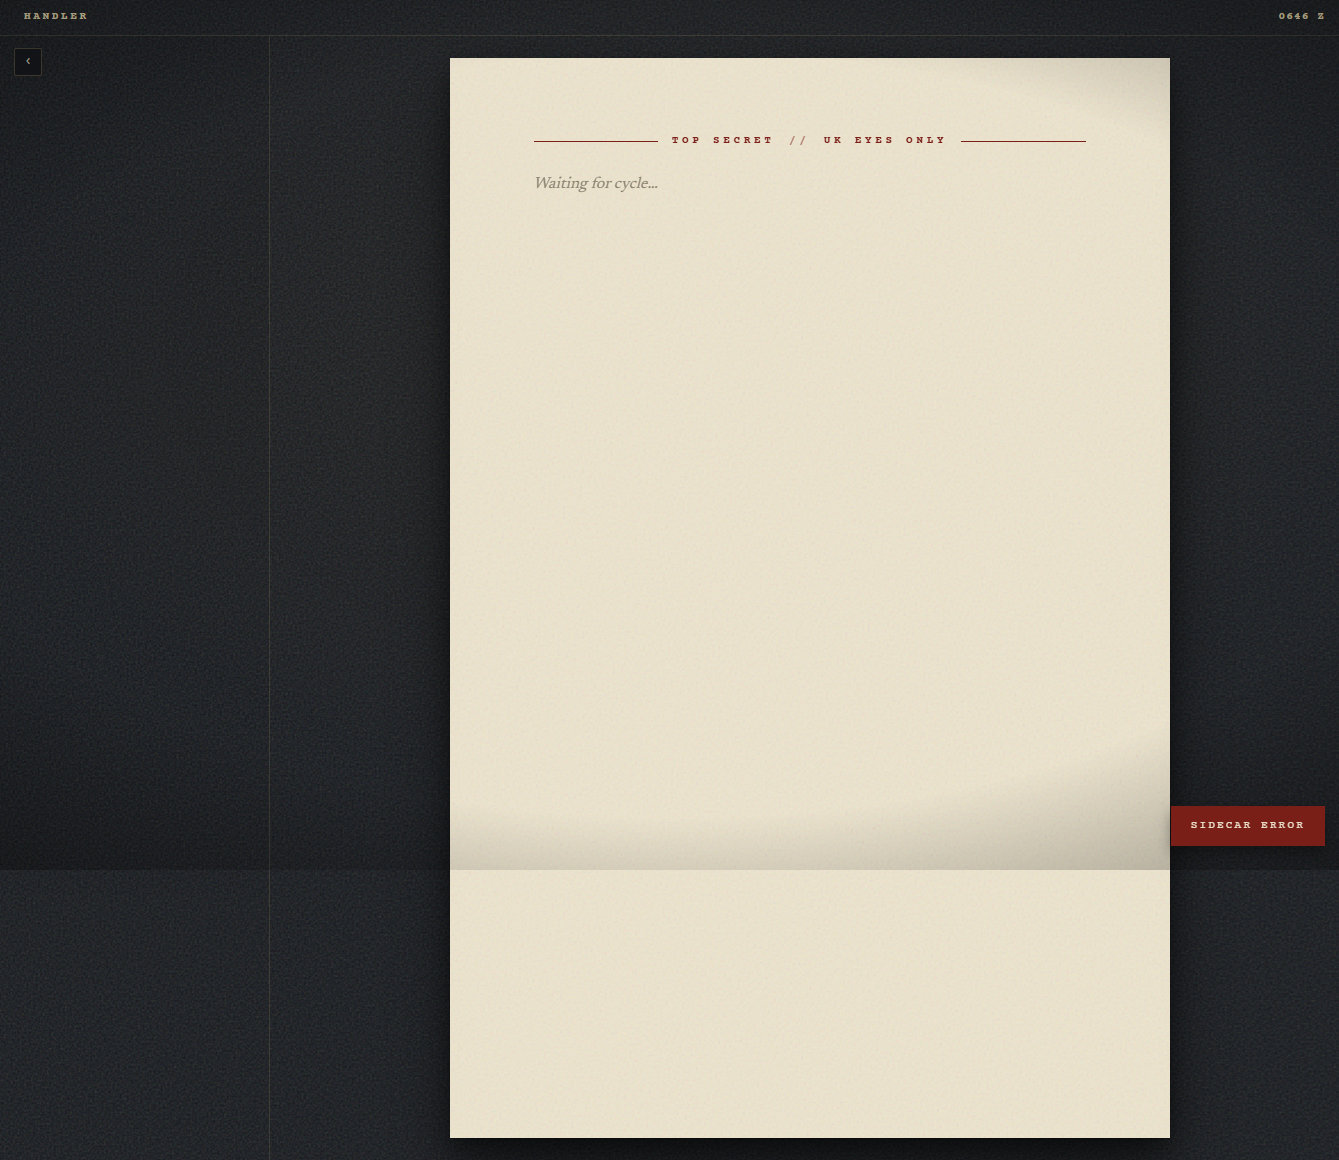 HANDLER
0646 Z
‹
TOP SECRET // UK EYES ONLY
Waiting for cycle…
SIDECAR ERROR